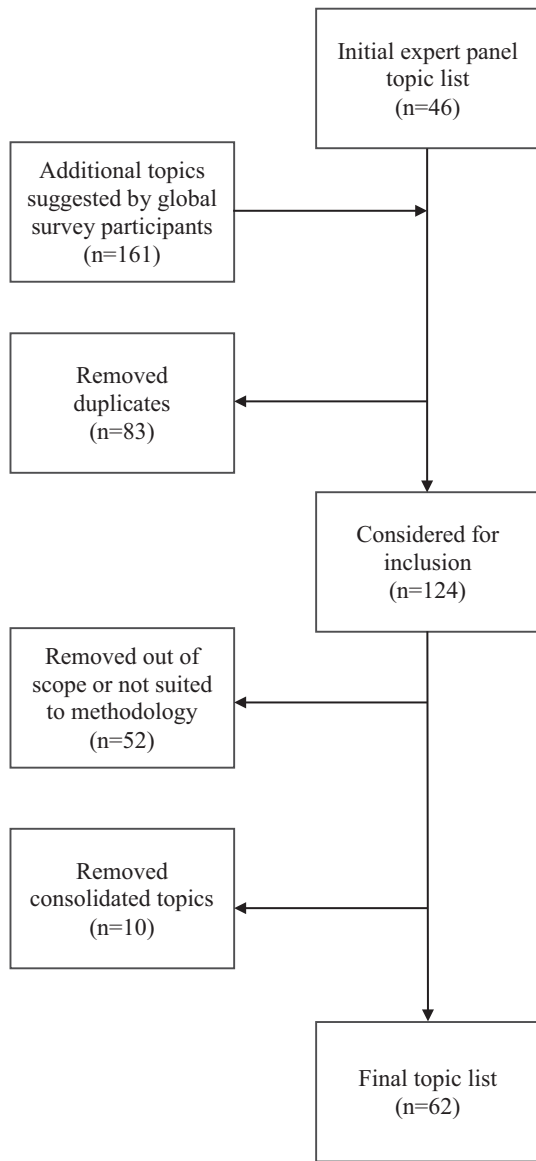 Initial expert panel
topic list
(n=46)
Additional topics
suggested by global
survey participants
(n=161)
Removed
duplicates
(n=83)
Considered for
inclusion
(n=124)
Removed out of
scope or not suited
to methodology
(n=52)
Removed
consolidated topics
(n=10)
Final topic list
(n=62)